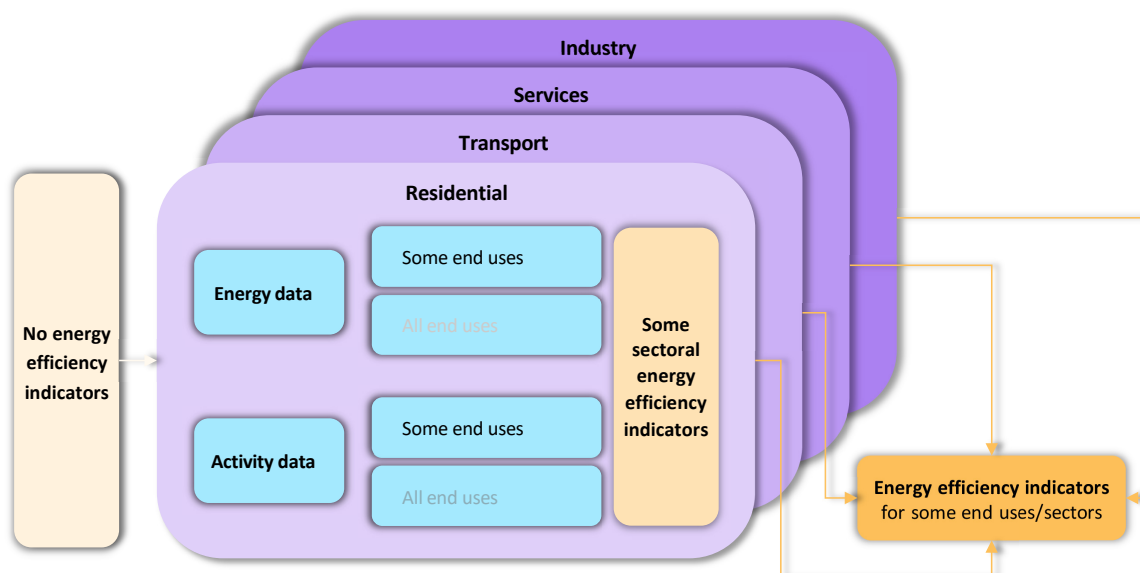 Industry
Services
Transport
Residential
No energy
efficiency
indicators
Energy data
Some end uses
All end uses
Activity data
Some end uses
All end uses
Some
sectoral
energy
efficiency
indicators
Energy efficiency indicators
for some end uses/sectors